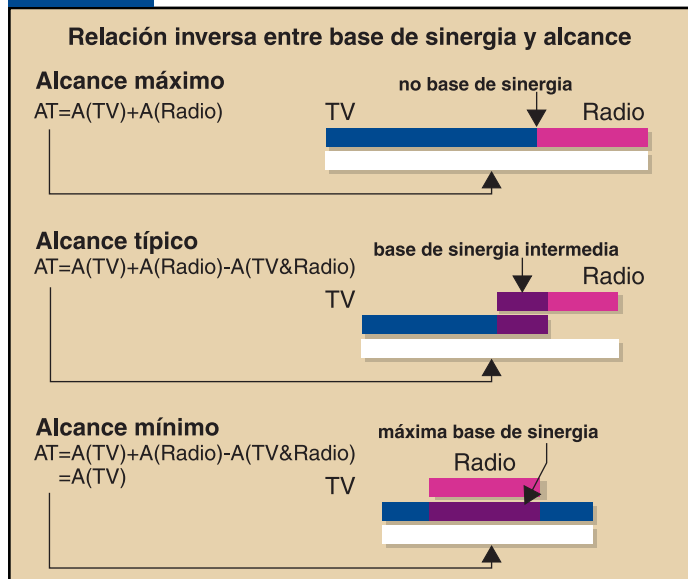 Relación inversa entre base de sinergia y alcance
Alcance máximo
AT=A(TV)+A(Radio)
no base de sinergia
TV
Radio
Alcance típico
AT=A(TV)+A(Radio)-A(TV&Radio)
base de sinergia intermedia
TV
Radio
Alcance mínimo
AT=A(TV)+A(Radio)-A(TV&Radio)
=A(TV)
máxima base de sinergia
Radio
TV